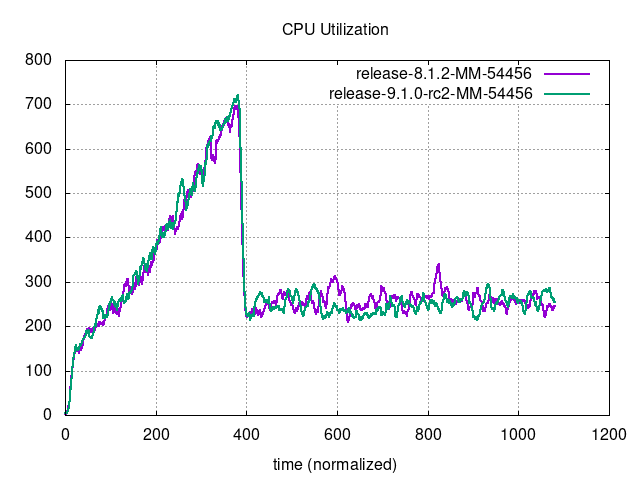 CPU Utilization
800
700
600
500
400
300
200
100
0
release-8.1.2-MM-54456
release-9.1.0-rc2-MM-54456
0 200 400 600 800 1000 1200
time (normalized)